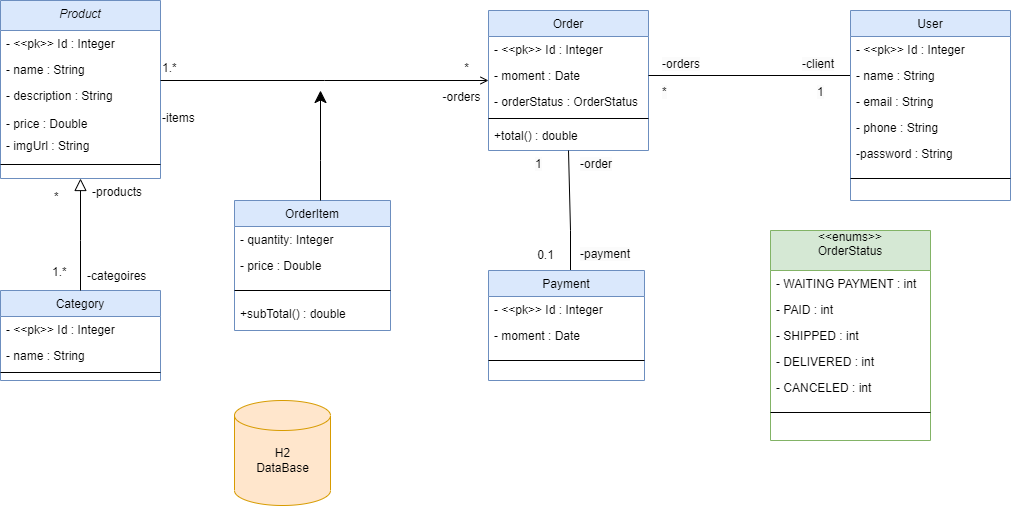 Product
- <<pk>> Id : Integer
- name : String
- description : String
- price : Double
- imgUrl : String
1.*
*
-orders
-items
Order
- <<pk>> Id : Integer
- moment : Date
- orderStatus : OrderStatus
+total() : double
-orders
*
-client
1
User
- <<pk>> Id : Integer
- name : String
- email : String
- phone : String
-password : String
*
-products
1.*
-categoires
Category
- <<pk>> Id : Integer
- name : String
OrderItem
- quantity: Integer
- price : Double
+subTotal() : double
1
-order
0.1
-payment
Payment
- <<pk>> Id : Integer
- moment : Date
<<enums>>
OrderStatus
- WAITING PAYMENT : int
- PAID : int
- SHIPPED : int
- DELIVERED : int
- CANCELED : int
H2
DataBase